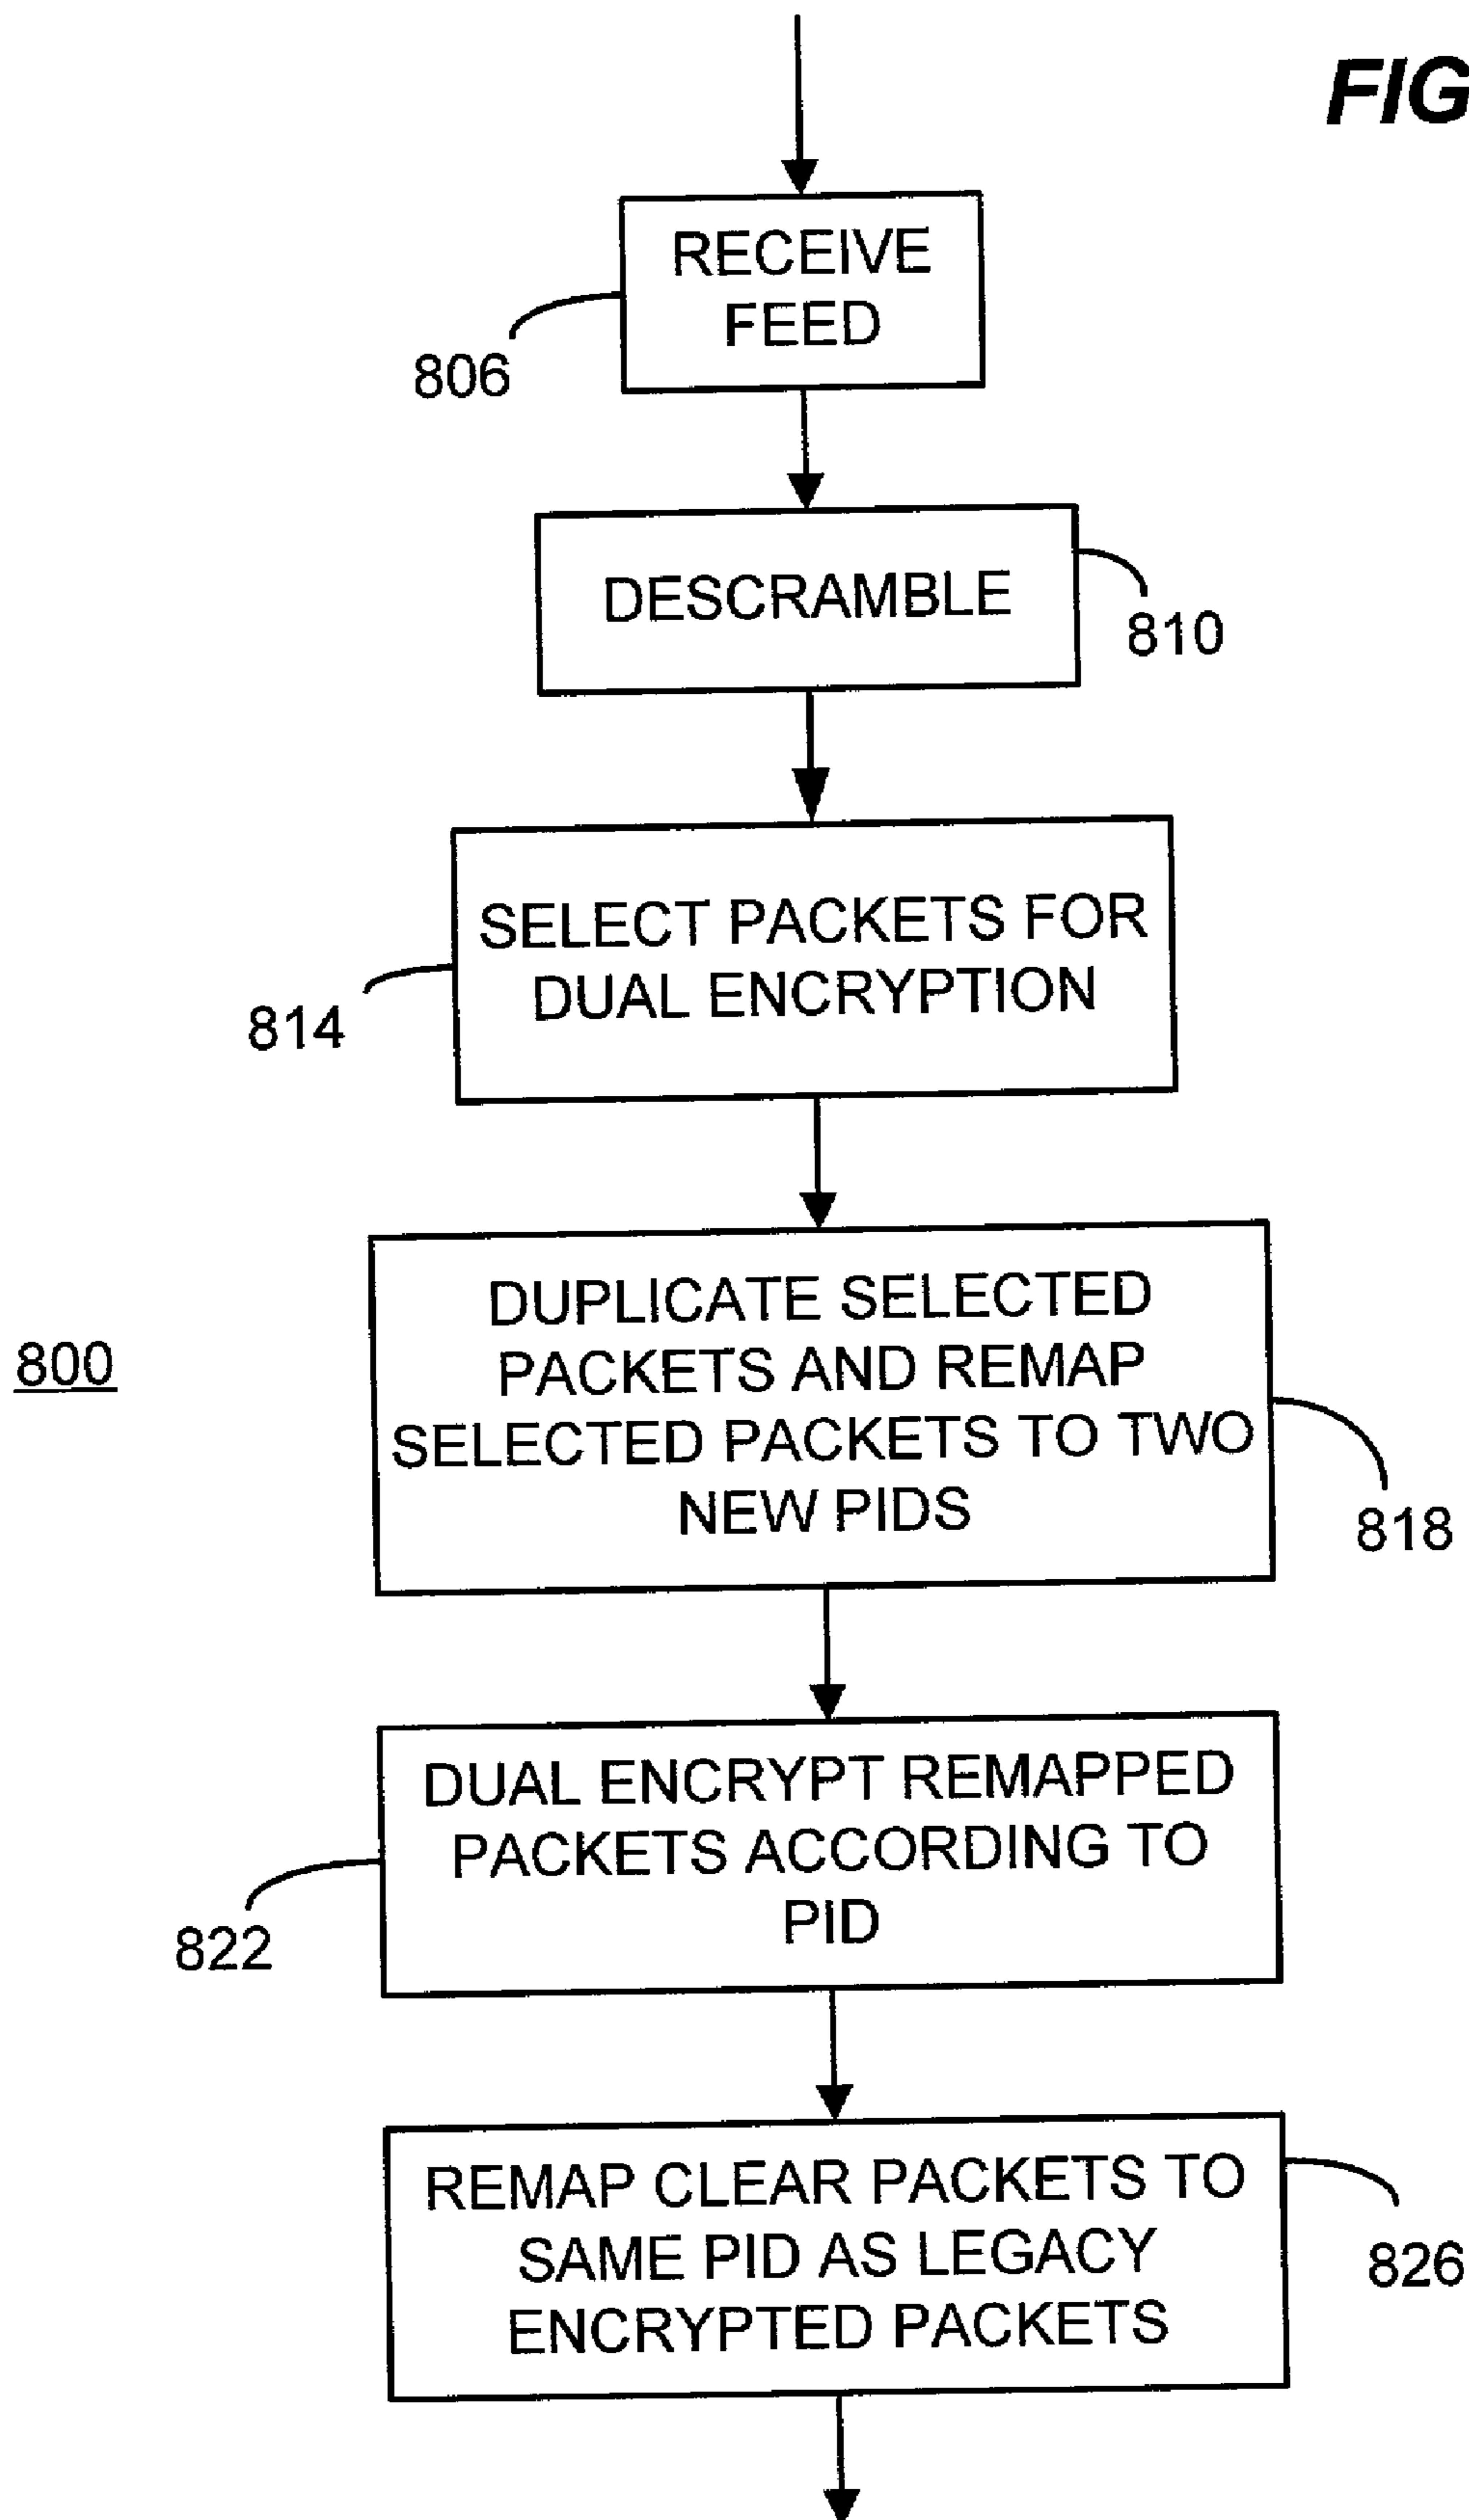 FIG
RECEIVE
FEED
806
DESCRAMBLE
810
SELECT PACKETS FOR
DUAL ENCRYPTION
814
DUPLICATE SELECTED
PACKETS AND REMAP
SELECTED PACKETS TO TWO
NEW PIDS
800
818
DUAL ENCRYPT REMAPPED
PACKETS ACCORDING TO
PID
822
REMAP CLEAR PACKETS TO
SAME PID AS LEGACY
ENCRYPTED PACKETS
826